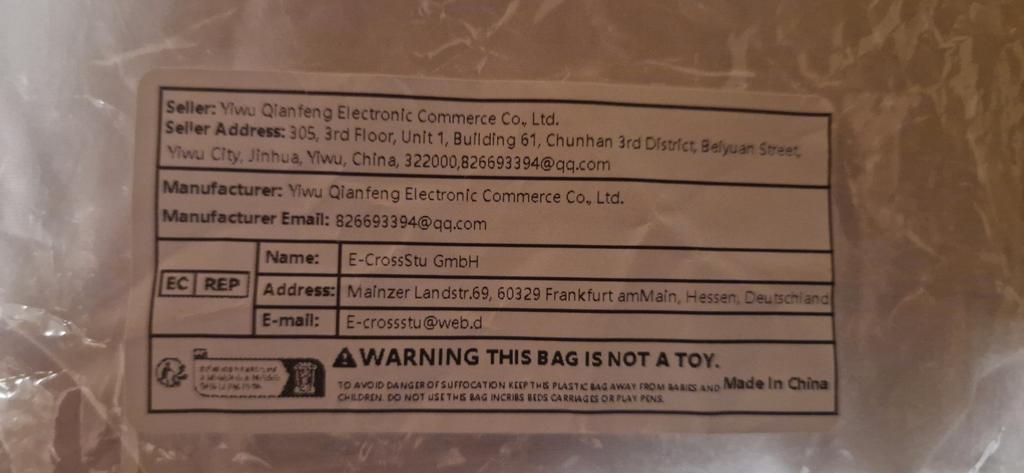 Seller: Yiwu Qianfeng Electronic Commerce Co., Ltd.
Seller Address: 305, 3rd Floor, Unit 1, Building 61, Chunhan 3rd District, Beiyuan Street,
Yiwu City, Jinhua, Yiwu, China, 322000,826693394@qq.com
Manufacturer: Yiwu Qianfeng Electronic Commerce Co., Ltd.
Manufacturer Email: 826693394@qq.com
EC REP
Name: E-CrossStu GmbH
Address: Mainzer Landstr.69, 60329 Frankfurt amMain, Hessen, Deutschland
E-mail: E-crossstu@web.d
WARNING THIS BAG IS NOT A TOY.
TO AVOID DANGER OF SUFFOCATION KEEP THIS PLASTIC BAG AWAY FROM BABIES AND
CHILDREN. DO NOT USE THIS BAG IN CRIBS BEDS CARRIAGES OR PLAY PENS.
Made In China